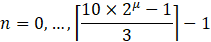 n = 0, …, ⌈(10 × 2^μ − 1)/3⌉ − 1